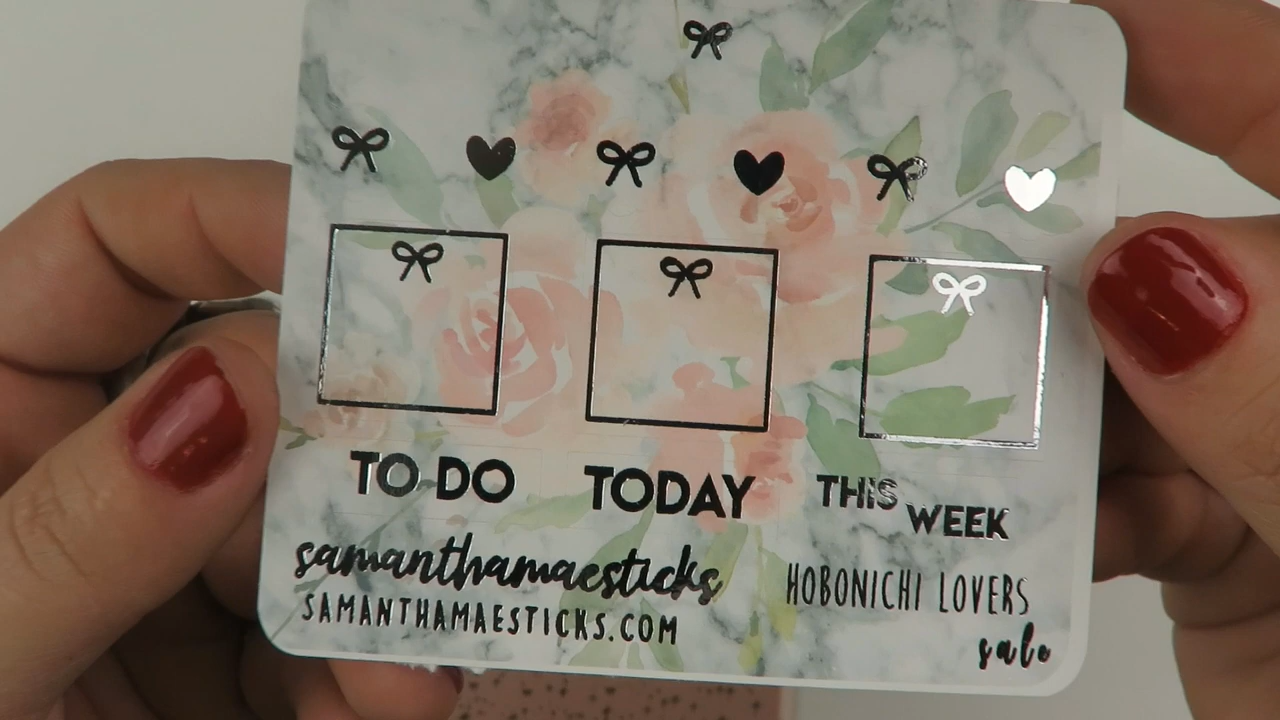 TO DO
TODAY
THIS WEEK
samanthamaesticks
SAMANTHAMAESTICKS.COM
HOBONICHI LOVERS
sale